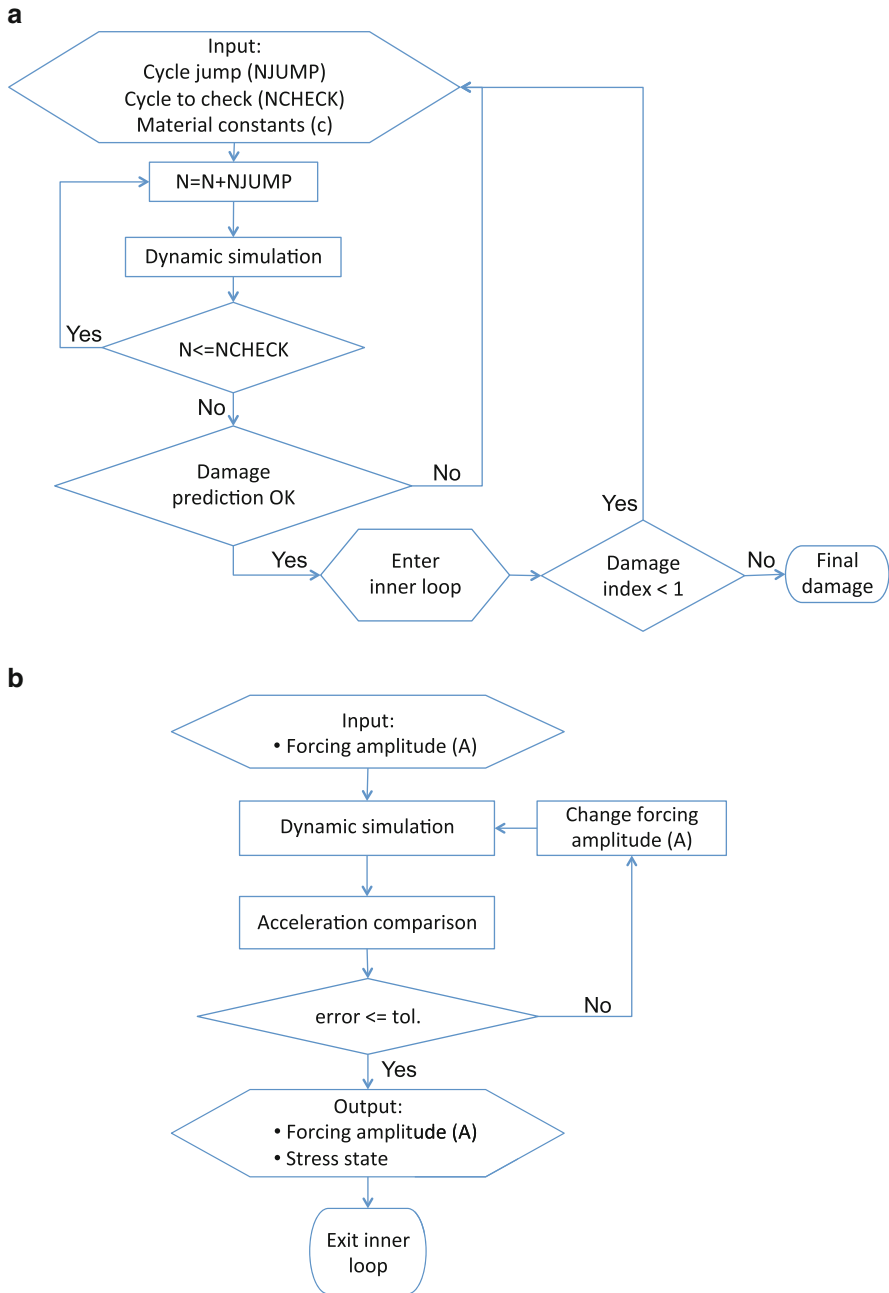 a
Input:
Cycle jump (NJUMP)
Cycle to check (NCHECK)
Material constants (c)
N=N+NJUMP
Dynamic simulation
Yes
N<=NCHECK
No
Damage
prediction OK
No
Yes
Enter
inner loop
Yes
Damage
index < 1
No
Final
damage
b
Input:
• Forcing amplitude (A)
Dynamic simulation
Change forcing
amplitude (A)
Acceleration comparison
error <= tol.
No
Yes
Output:
• Forcing amplitude (A)
• Stress state
Exit inner
loop